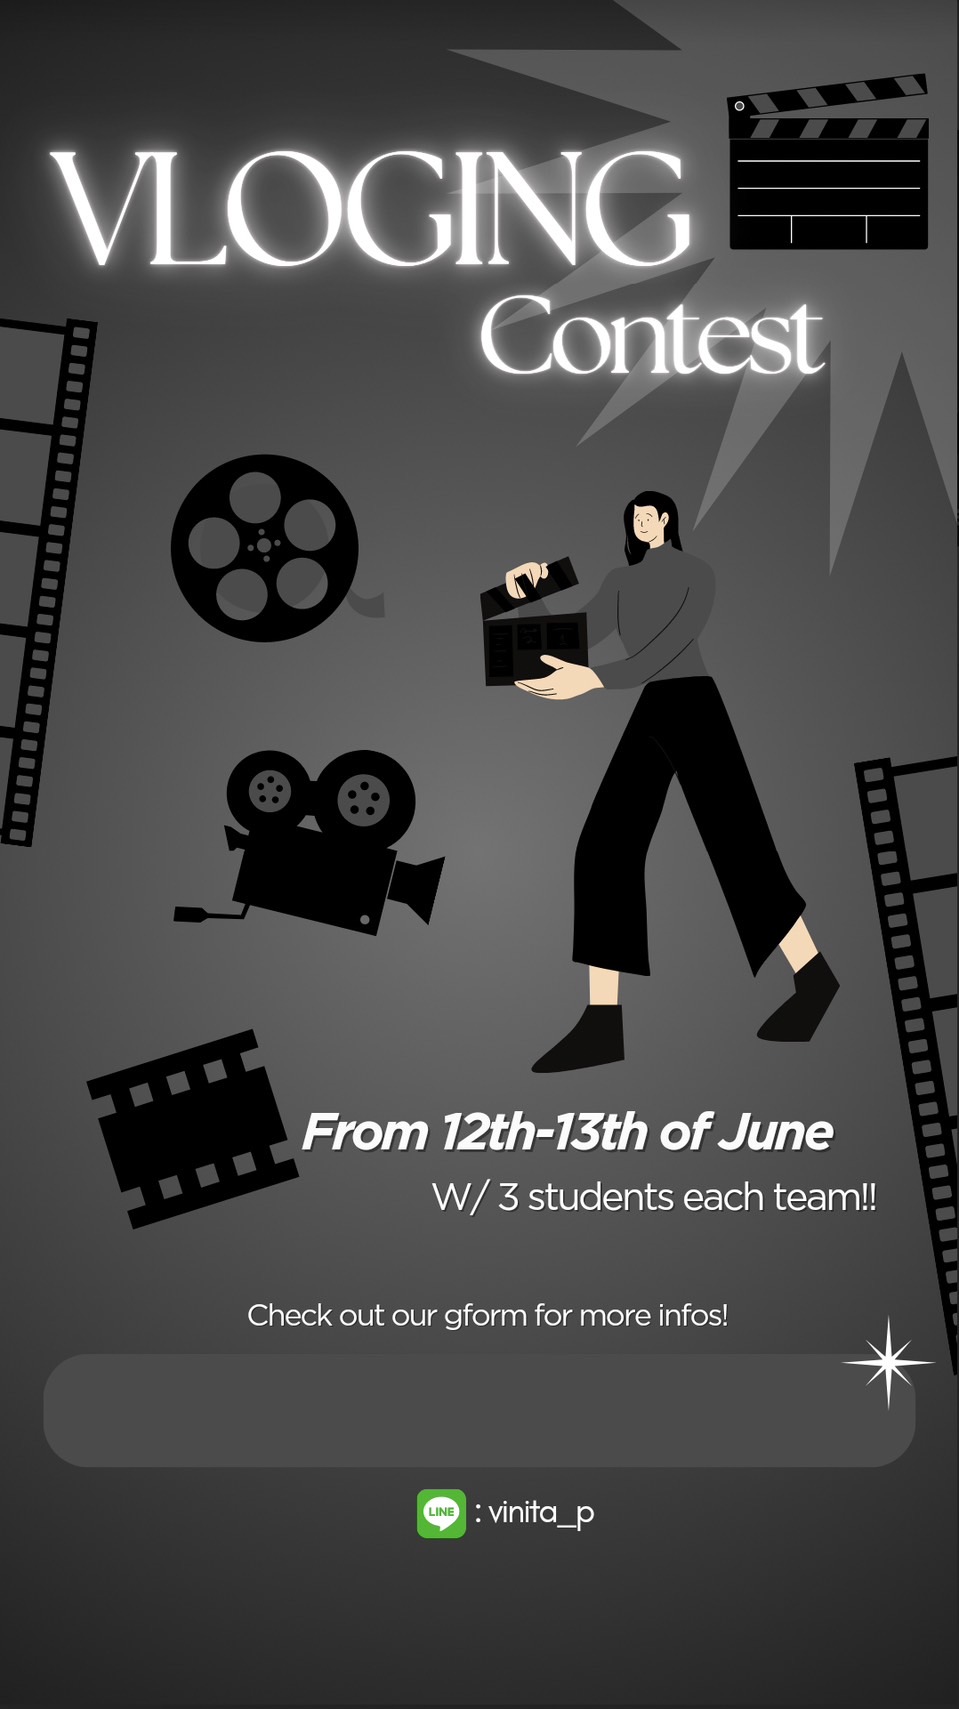 VLOGING
Contest
From 12th-13th of June
W/ 3 students each team!!
Check out our gform for more infos!
LINE : vinita_p